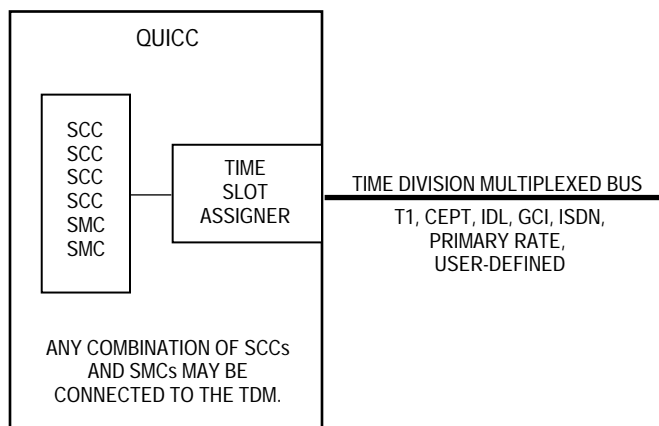 QUICC
SCC
SCC
SCC
SCC
SMC
SMC
TIME
SLOT
ASSIGNER
TIME DIVISION MULTIPLEXED BUS
T1, CEPT, IDL, GCI, ISDN,
PRIMARY RATE,
USER-DEFINED
ANY COMBINATION OF SCCs
AND SMCs MAY BE
CONNECTED TO THE TDM.